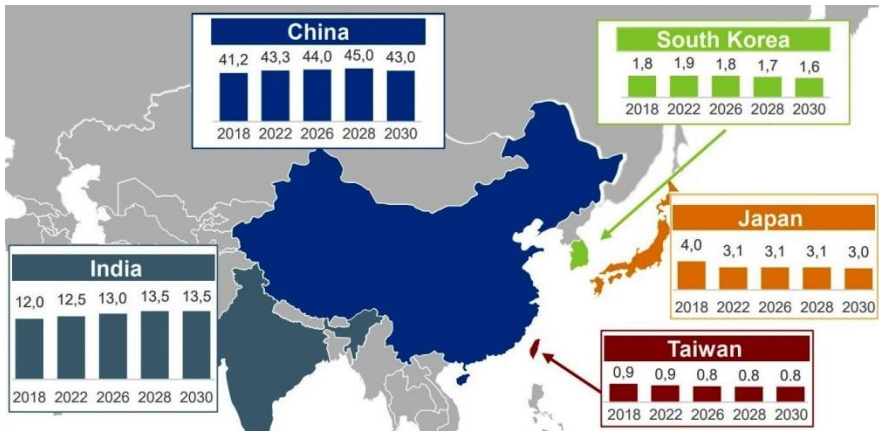 China
41,2 43,3 44,0 45,0 43,0
2018 2022 2026 2028 2030
South Korea
1,8 1,9 1,8 1,7 1,6
2018 2022 2026 2028 2030
Japan
4,0 3,1 3,1 3,1 3,0
2018 2022 2026 2028 2030
India
12,0 12,5 13,0 13,5 13,5
2018 2022 2026 2028 2030
Taiwan
0,9 0,9 0.8 0.8 0.8
2018 2022 2026 2028 2030